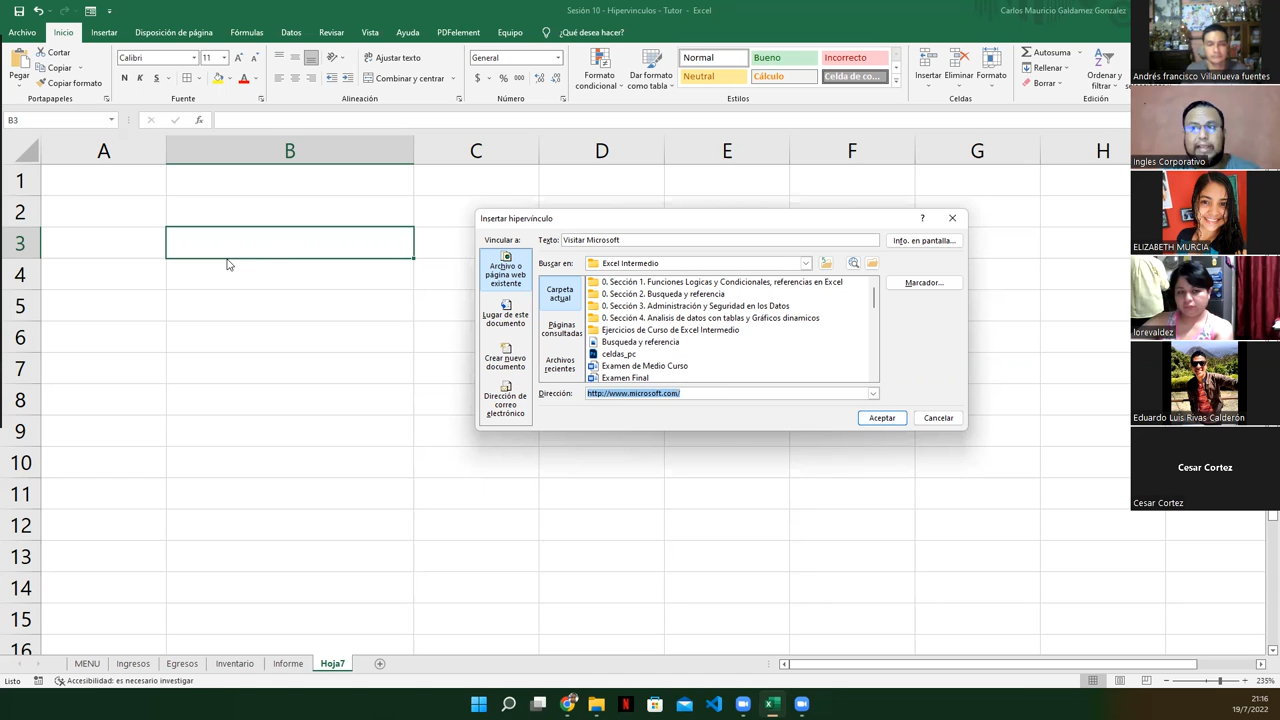 Sesión 10 - Hipervinculos - Tutor - Excel
Carlos Mauricio Galdamez Gonzalez
Archivo Inicio Insertar Disposición de página Fórmulas Datos Revisar Vista Ayuda PDFelement Equipo ¿Qué desea hacer?
Pegar
Cortar
Copiar
Copiar formato
Portapapeles
Calibri 11
N K S
Fuente
Ajustar texto
Combinar y centrar
Alineación
General
$ % 000
Número
Formato condicional
Dar formato como tabla
Normal Bueno Incorrecto
Neutral Cálculo Celda de co...
Estilos
Insertar Eliminar Formato
Celdas
Autosuma
Rellenar
Borrar
Ordenar y filtrar
Edición
B3
fx
A B C D E F G H
1
2
3
4
5
6
7
8
9
10
11
12
13
14
15
16
Insertar hipervínculo
?
Vincular a:
Texto: Visitar Microsoft
Info. en pantalla...
Archivo o página web existente
Lugar de este documento
Crear nuevo documento
Dirección de correo electrónico
Buscar en: Excel Intermedio
Carpeta actual
Páginas consultadas
Archivos recientes
0. Sección 1. Funciones Logicas y Condicionales, referencias en Excel
0. Sección 2. Busqueda y referencia
0. Sección 3. Administración y Seguridad en los Datos
0. Sección 4. Analisis de datos con tablas y Gráficos dinamicos
Ejercicios de Curso de Excel Intermedio
Busqueda y referencia
celdas_pc
Examen de Medio Curso
Examen Final
Marcador...
Dirección: http://www.microsoft.com/
Aceptar Cancelar
Andrés francisco Villanueva fuentes
Ingles Corporativo
ELIZABETH MURCIA
lorevaldez
Eduardo Luis Rivas Calderón
Cesar Cortez
Cesar Cortez
MENU Ingresos Egresos Inventario Informe Hoja7
Listo
Accesibilidad: es necesario investigar
235%
21:16
19/7/2022